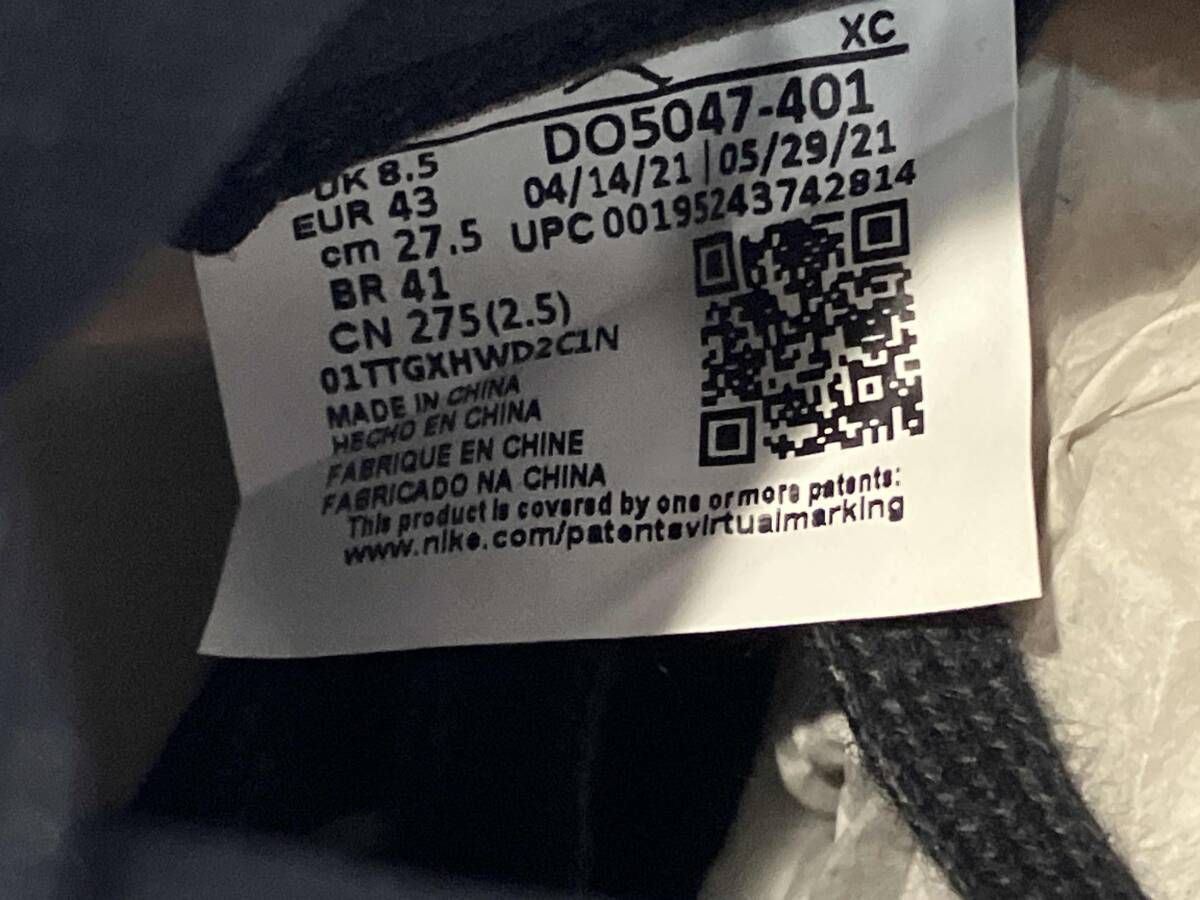 XC
DO5047-401
04/14/21 | 05/29/21
UPC 00195243742814
UK 8.5
EUR 43
cm 27.5
BR 41
CN 275(2.5)
01TTGXHWD2C1N
MADE IN CHINA
HECHO EN CHINA
FABRIQUE EN CHINE
FABRICADO NA CHINA
This product is covered by one or more patents:
www.nike.com/patentsvirtualmarking